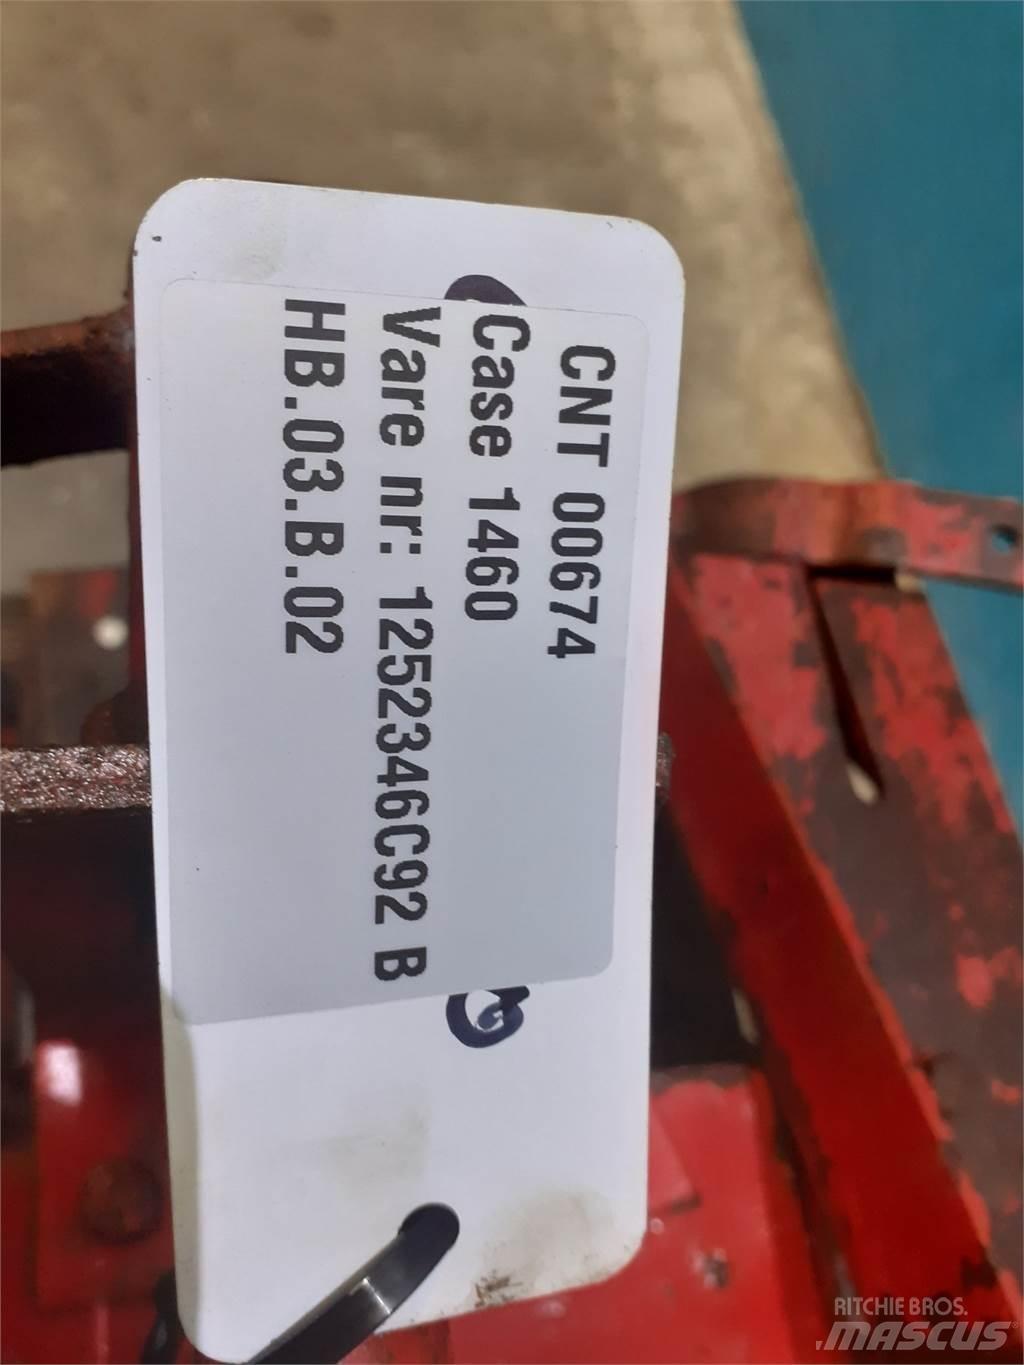 CNT 00674
Case 1460
Vare nr: 1252346C92 B
HB.03.B.02
RITCHIE BROS.
MASCUS